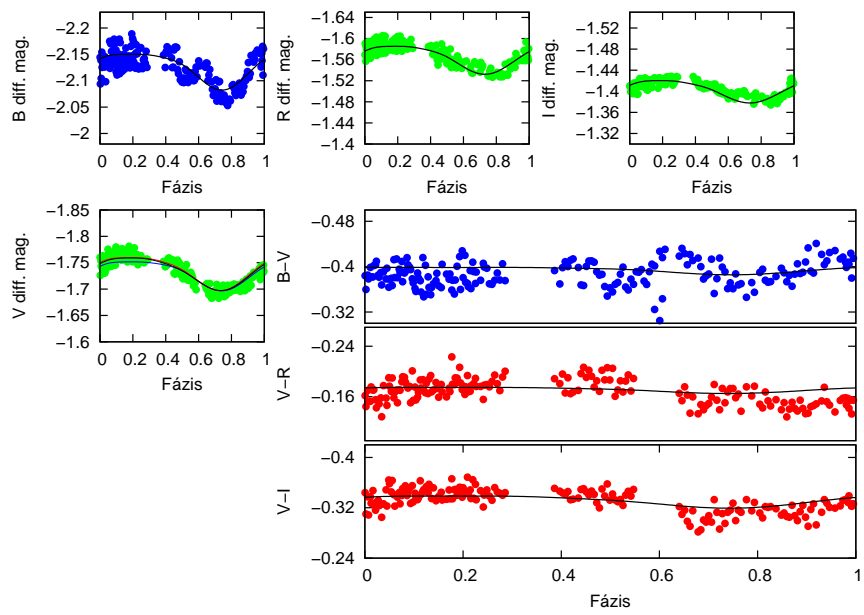 B diff. mag.
−2.2
−2.15
−2.1
−2.05
−2
0 0.2 0.4 0.6 0.8 1
Fázis
R diff. mag.
−1.64
−1.6
−1.56
−1.52
−1.48
−1.44
−1.4
0 0.2 0.4 0.6 0.8 1
Fázis
I diff. mag.
−1.52
−1.48
−1.44
−1.4
−1.36
−1.32
0 0.2 0.4 0.6 0.8 1
Fázis
V diff. mag.
−1.85
−1.8
−1.75
−1.7
−1.65
−1.6
0 0.2 0.4 0.6 0.8 1
Fázis
B−V
−0.48
−0.4
−0.32
V−R
−0.24
−0.16
V−I
−0.4
−0.32
−0.24
0 0.2 0.4 0.6 0.8 1
Fázis